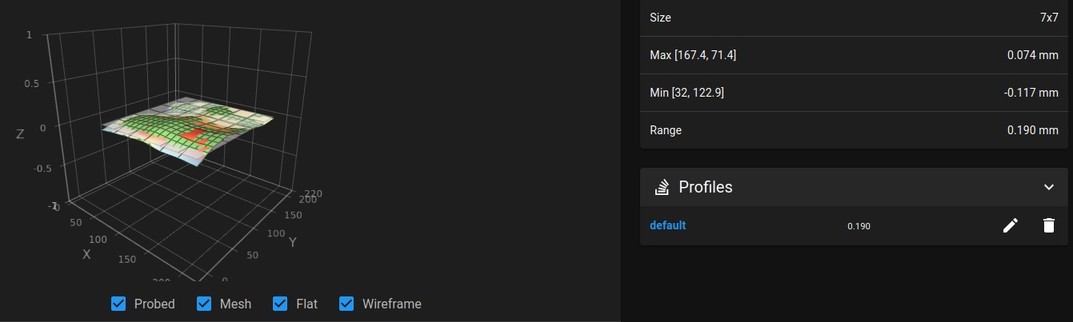 1
0.5
Z
0
-0.5
-1
0
50
100
X
150
200
0
50
100
Y
150
200
220
Probed
Mesh
Flat
Wireframe
Size 7x7
Max [167.4, 71.4] 0.074 mm
Min [32, 122.9] -0.117 mm
Range 0.190 mm
Profiles
default 0.190